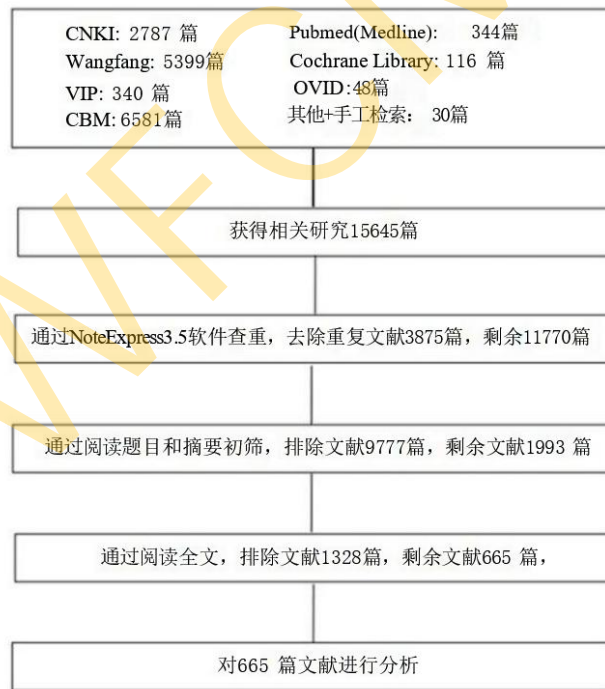 CNKI: 2787 篇 Pubmed(Medline): 344篇
Wangfang: 5399篇 Cochrane Library: 116 篇
VIP: 340 篇 OVID:48篇
CBM: 6581篇 其他+手工检索: 30篇
获得相关研究15645篇
通过NoteExpress3.5软件查重，去除重复文献3875篇，剩余11770篇
通过阅读题目和摘要初筛，排除文献9777篇，剩余文献1993 篇
通过阅读全文，排除文献1328篇，剩余文献665 篇，
对665 篇文献进行分析
WFC